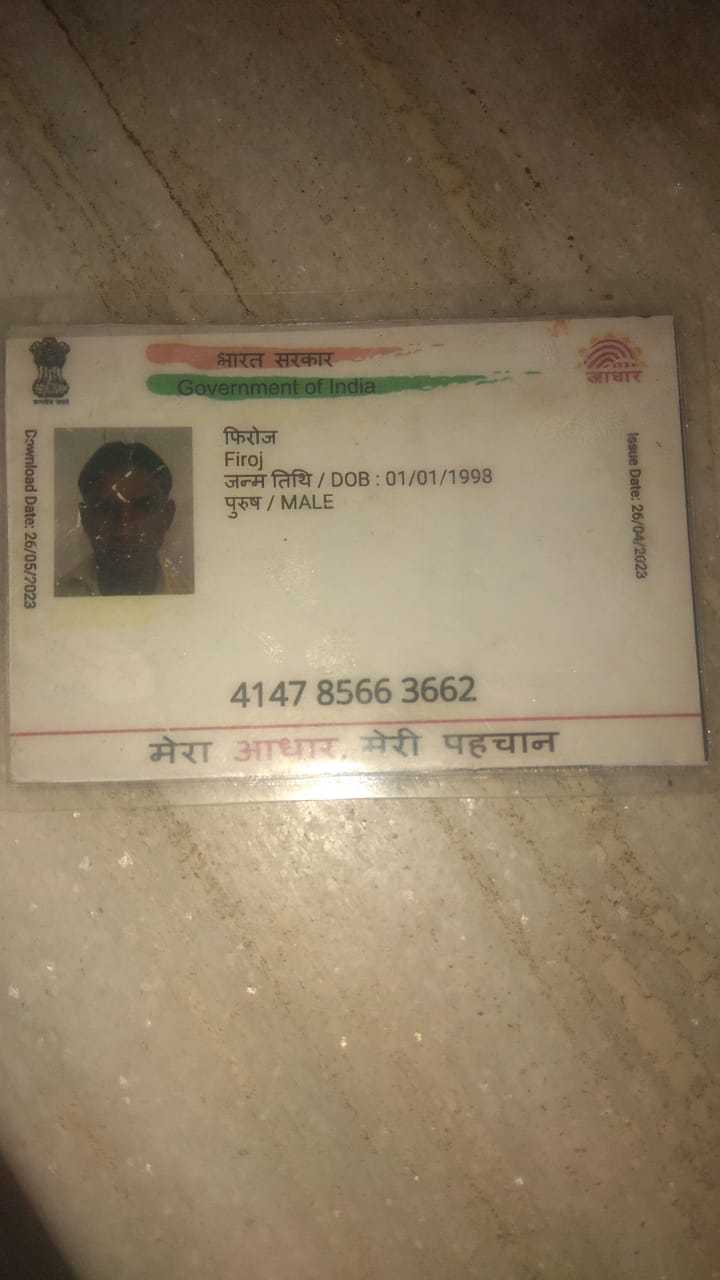 भारत सरकार
Government of India
आधार
Download Date: 26/05/2023
फिरोज
Firoj
जन्म तिथि / DOB : 01/01/1998
पुरुष / MALE
Issue Date: 26/04/2023
4147 8566 3662
मेरा आधार, मेरी पहचान